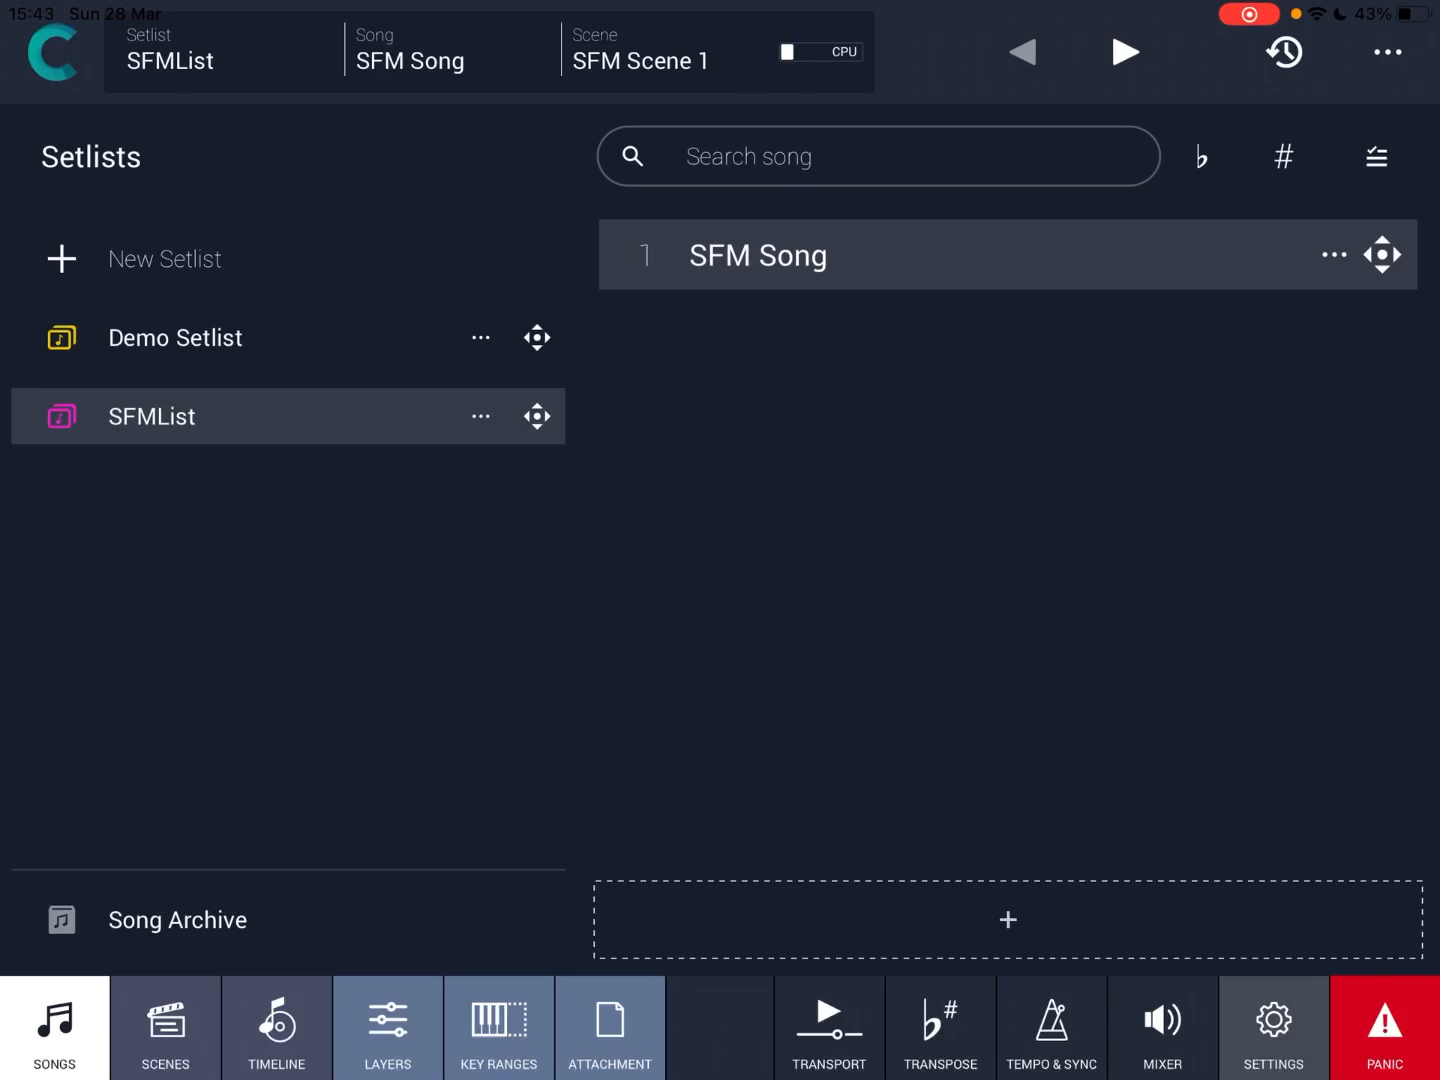 15:43 Sun 28 Mar
43%
Setlist
SFMList
Song
SFM Song
Scene
SFM Scene 1
CPU
Setlists
Search song
♭
#
New Setlist
1 SFM Song
Demo Setlist
SFMList
Song Archive
+
SONGS
SCENES
TIMELINE
LAYERS
KEY RANGES
ATTACHMENT
TRANSPORT
TRANSPOSE
TEMPO & SYNC
MIXER
SETTINGS
PANIC